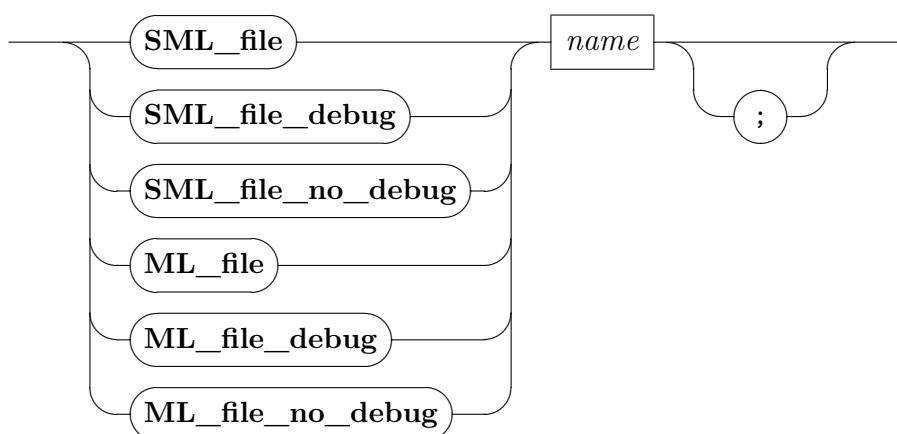 SML_file name
SML_file_debug ;
SML_file_no_debug
ML_file
ML_file_debug
ML_file_no_debug